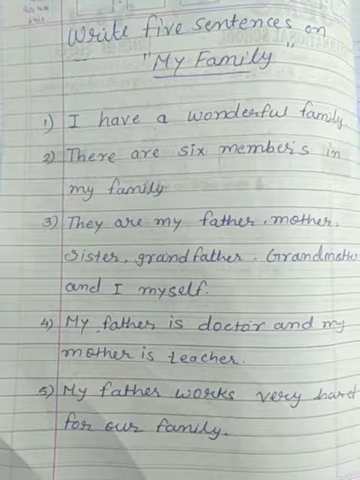 Write five sentences on
"My Family"
1) I have a wonderful family.
2) There are six member's in
my family.
3) They are my father, mother,
sister, grandfather, Grandmothe
and I myself.
4) My father is doctor and my
mother is teacher.
5) My father works very hard
for our family.